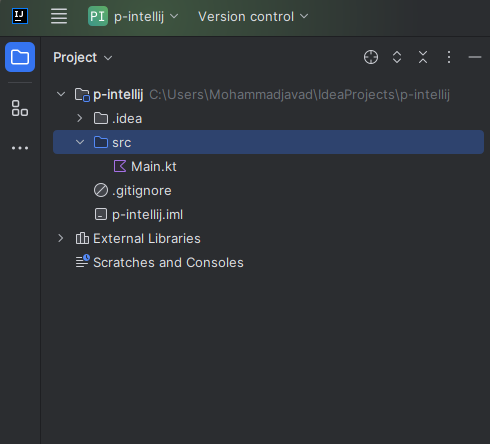 IJ PI p-intellij Version control
Project
p-intellij C:\Users\Mohammadjavad\IdeaProjects\p-intellij
.idea
src
Main.kt
.gitignore
p-intellij.iml
External Libraries
Scratches and Consoles